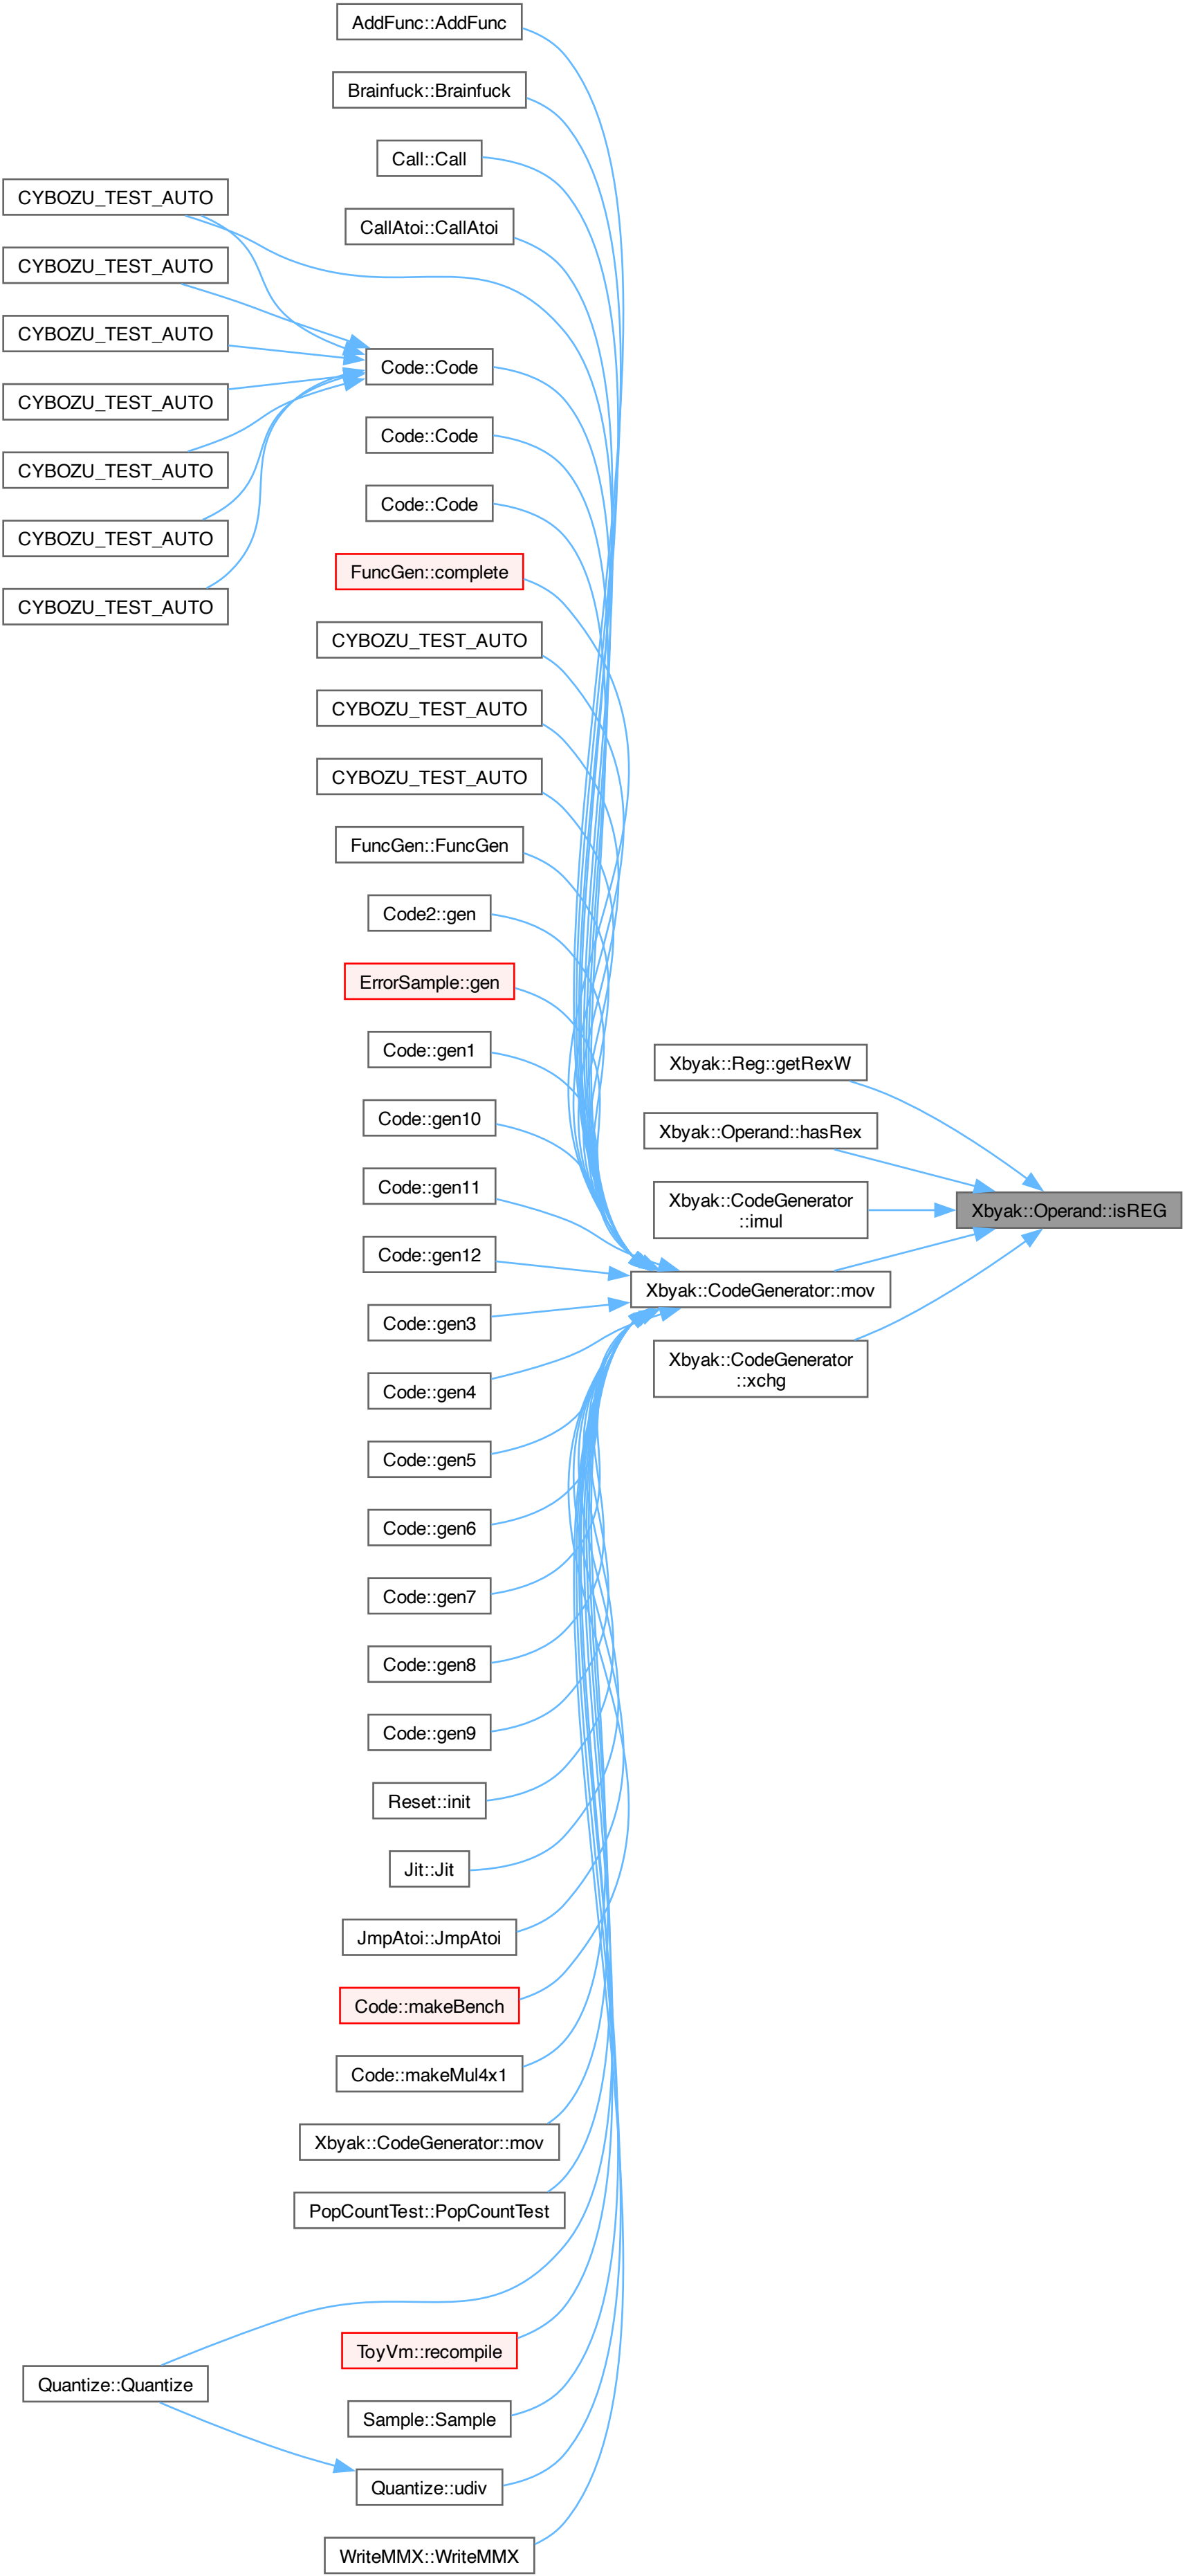 AddFunc::AddFunc
Brainfuck::Brainfuck
Call::Call
CallAtoi::CallAtoi
CYBOZU_TEST_AUTO
CYBOZU_TEST_AUTO
CYBOZU_TEST_AUTO
CYBOZU_TEST_AUTO
CYBOZU_TEST_AUTO
CYBOZU_TEST_AUTO
CYBOZU_TEST_AUTO
Code::Code
Code::Code
Code::Code
FuncGen::complete
CYBOZU_TEST_AUTO
CYBOZU_TEST_AUTO
CYBOZU_TEST_AUTO
FuncGen::FuncGen
Code2::gen
ErrorSample::gen
Code::gen1
Code::gen10
Code::gen11
Code::gen12
Code::gen3
Code::gen4
Code::gen5
Code::gen6
Code::gen7
Code::gen8
Code::gen9
Reset::init
Jit::Jit
JmpAtoi::JmpAtoi
Code::makeBench
Code::makeMul4x1
Xbyak::CodeGenerator::mov
PopCountTest::PopCountTest
Quantize::Quantize
ToyVm::recompile
Sample::Sample
Quantize::udiv
WriteMMX::WriteMMX
Xbyak::Reg::getRexW
Xbyak::Operand::hasRex
Xbyak::CodeGenerator
::imul
Xbyak::CodeGenerator::mov
Xbyak::CodeGenerator
::xchg
Xbyak::Operand::isREG